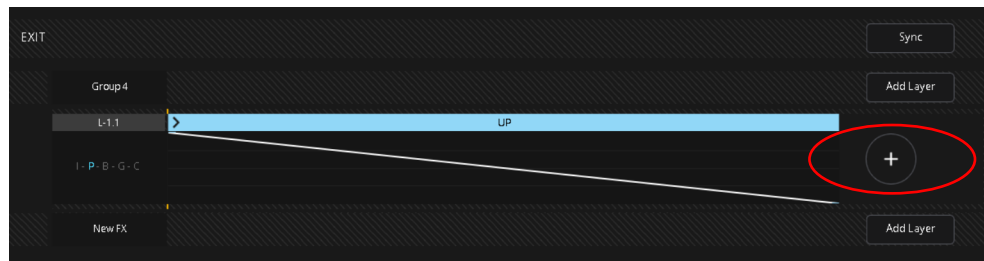 EXIT
Sync
Group 4
Add Layer
L-1.1
UP
I - P - B - G - C
+
New FX
Add Layer